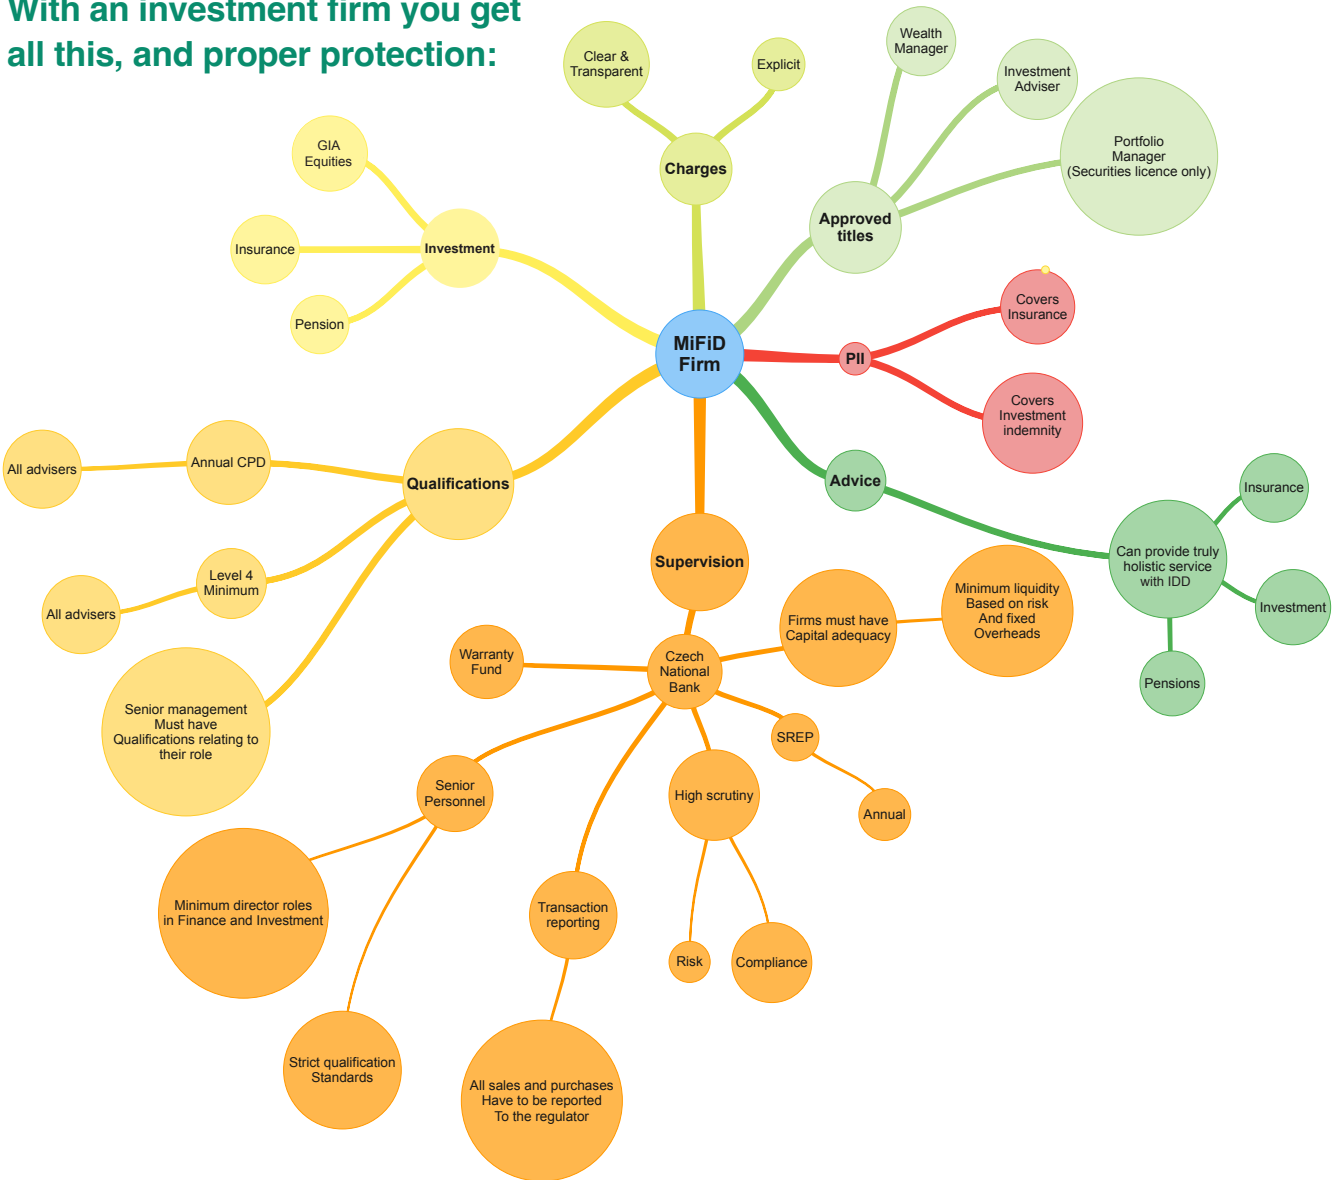 With an investment firm you get
all this, and proper protection:
Clear &
Transparent
Explicit
Charges
Wealth
Manager
Investment
Adviser
Portfolio
Manager
(Securities licence only)
Approved
titles
GIA
Equities
Insurance
Pension
Investment
MiFiD
Firm
PII
Covers
Insurance
Covers
Investment
indemnity
Advice
Can provide truly
holistic service
with IDD
Insurance
Investment
Pensions
Qualifications
Annual CPD
All advisers
Level 4
Minimum
All advisers
Senior management
Must have
Qualifications relating to
their role
Supervision
Czech
National
Bank
Firms must have
Capital adequacy
Minimum liquidity
Based on risk
And fixed
Overheads
Warranty
Fund
SREP
Annual
High scrutiny
Risk
Compliance
Senior
Personnel
Minimum director roles
in Finance and Investment
Strict qualification
Standards
Transaction
reporting
All sales and purchases
Have to be reported
To the regulator